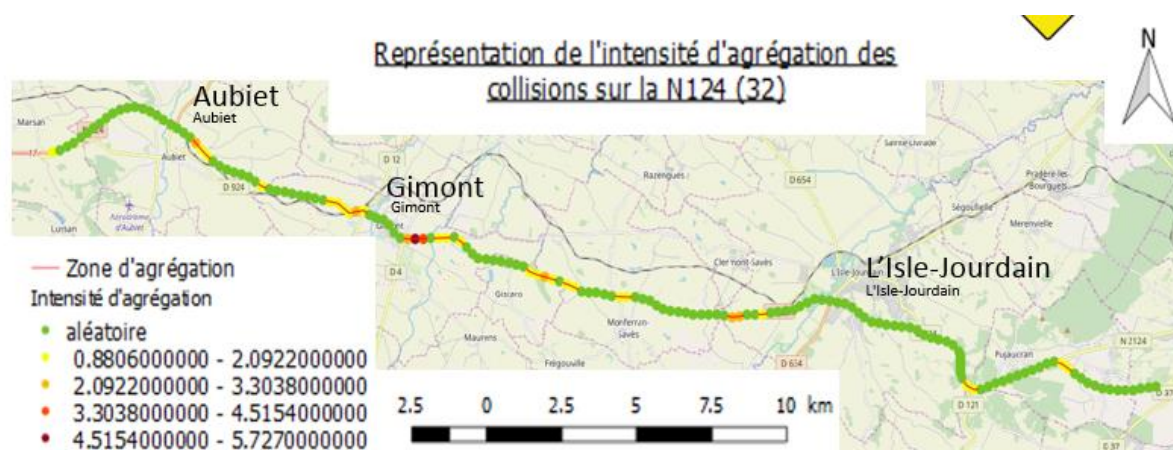 Représentation de l'intensité d'agrégation des
collisions sur la N124 (32)
N
Marsan
Aubiet
Aubiet
Aubiet
D 12
D 924
Gimont
Gimont
Razengues
D 654
Sainte-Livrade
Pradère-les-
Bourguets
Ségoufielle
Merenvielle
Aérodrome
d'Aubiet
Lussan
D 4
Clermont-Savès
L'Isle-Jourdain
L'Isle-Jourdain
Giscaro
Maurens
Monferran-
Savès
Frégouville
D 634
Pujaudran
N 2124
D 121
D 37
Zone d'agrégation
Intensité d'agrégation
aléatoire
0.8806000000 - 2.0922000000
2.0922000000 - 3.3038000000
3.3038000000 - 4.5154000000
4.5154000000 - 5.7270000000
2.5 0 2.5 5 7.5 10 km